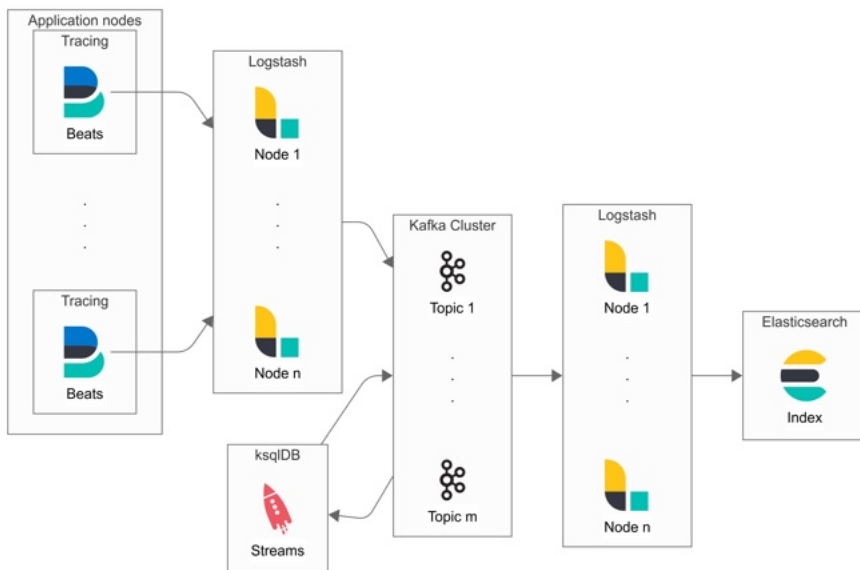 Application nodes
Tracing
Beats
.
.
.
Tracing
Beats
Logstash
Node 1
.
.
.
Node n
ksqlDB
Streams
Kafka Cluster
Topic 1
.
.
.
Topic m
Logstash
Node 1
.
.
.
Node n
Elasticsearch
Index